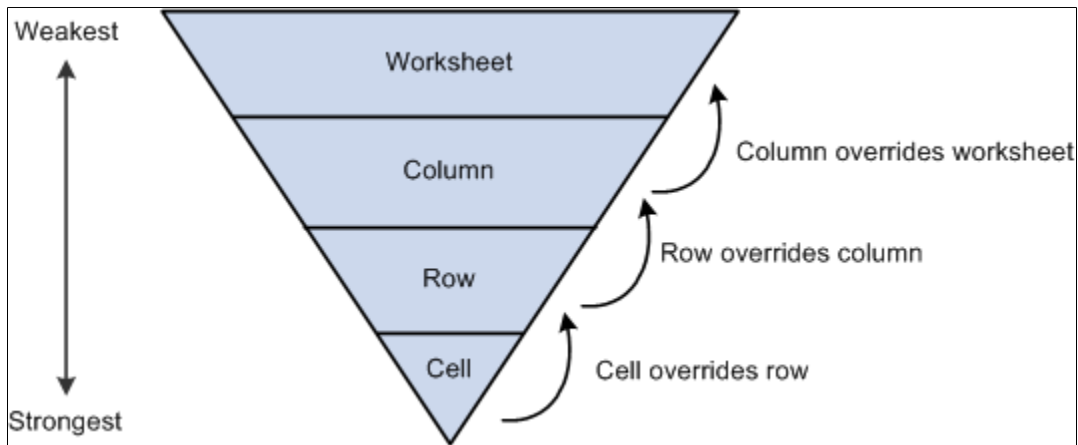 Weakest
Worksheet
Column overrides worksheet
Column
Row overrides column
Row
Cell
Cell overrides row
Strongest